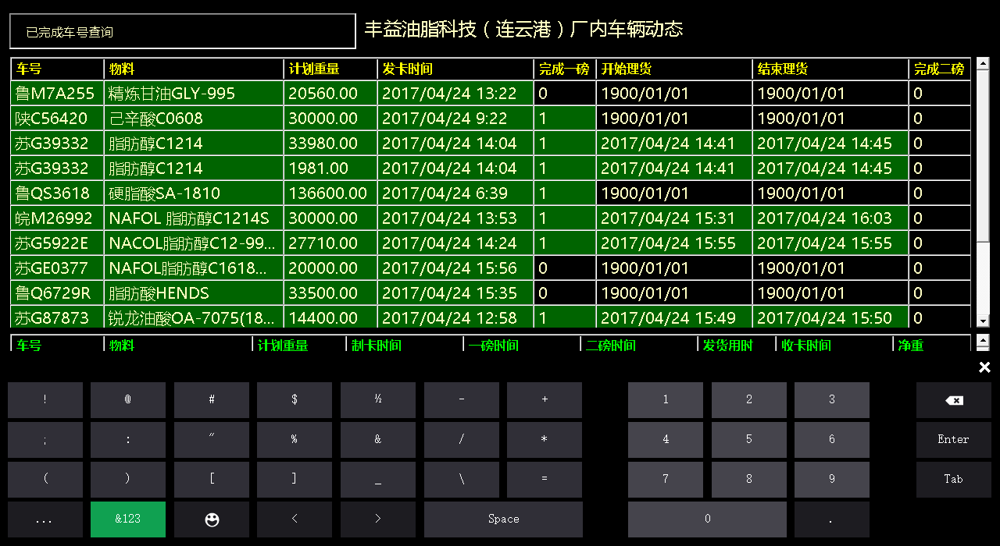 已完成车号查询
丰益油脂科技（连云港）厂内车辆动态
车号 物料 计划重量 发卡时间 完成一磅 开始理货 结束理货 完成二磅
鲁M7A255 精炼甘油GLY-995 20560.00 2017/04/24 13:22 0 1900/01/01 1900/01/01 0
陕C56420 己辛酸C0608 30000.00 2017/04/24 9:22 1 1900/01/01 1900/01/01 0
苏G39332 脂肪醇C1214 33980.00 2017/04/24 14:04 1 2017/04/24 14:41 2017/04/24 14:45 0
苏G39332 脂肪醇C1214 1981.00 2017/04/24 14:04 1 2017/04/24 14:41 2017/04/24 14:45 0
鲁QS3618 硬脂酸SA-1810 136600.00 2017/04/24 6:39 1 1900/01/01 1900/01/01 0
皖M26992 NAFOL 脂肪醇C1214S 30000.00 2017/04/24 13:53 1 2017/04/24 15:31 2017/04/24 16:03 0
苏G5922E NACOL脂肪醇C12-99... 27710.00 2017/04/24 14:24 1 2017/04/24 15:55 2017/04/24 15:55 0
苏GE0377 NAFOL脂肪醇C1618... 20000.00 2017/04/24 15:56 0 1900/01/01 1900/01/01 0
鲁Q6729R 脂肪酸HENDS 33500.00 2017/04/24 15:35 0 1900/01/01 1900/01/01 0
苏G87873 锐龙油酸OA-7075(18... 14400.00 2017/04/24 12:58 1 2017/04/24 15:49 2017/04/24 15:50 0
车号 物料 计划重量 制卡时间 一磅时间 二磅时间 发货用时 收卡时间 净重
! @ # $ ½ - + 1 2 3
; : " % & / * 4 5 6 Enter
( ) [ ] _ \ = 7 8 9 Tab
... &123 < > Space 0 .